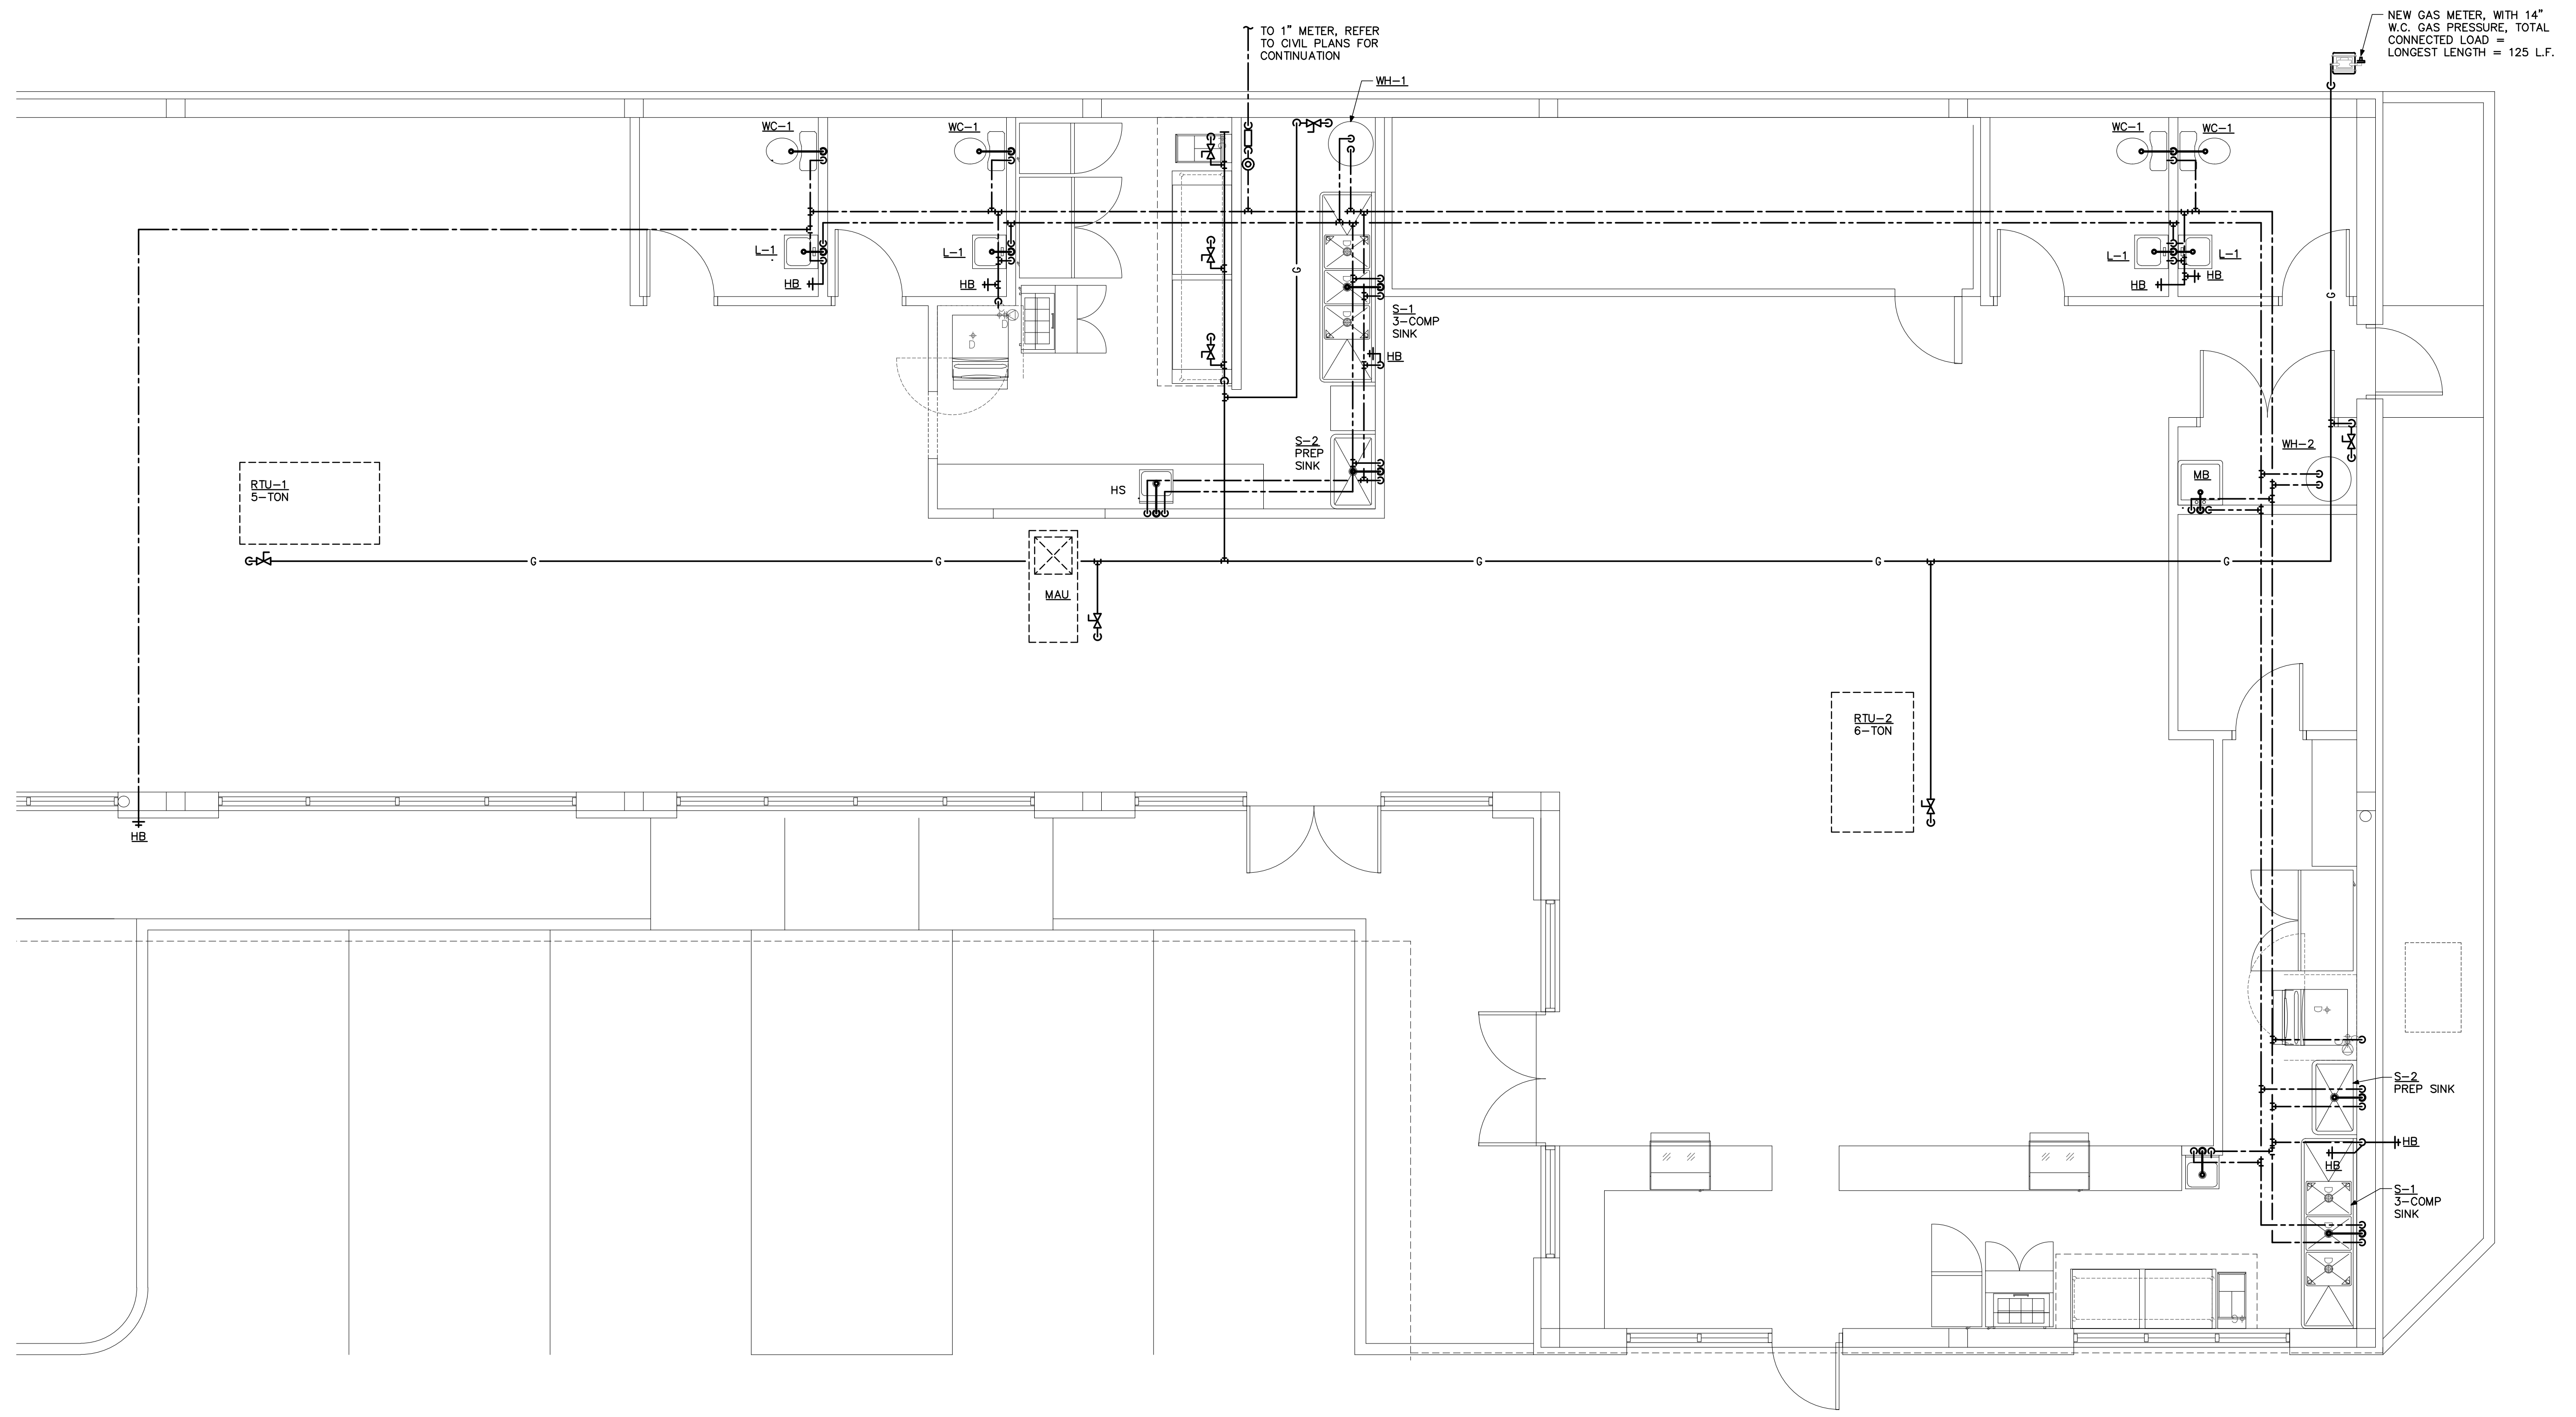 TO 1" METER, REFER
TO CIVIL PLANS FOR
CONTINUATION
NEW GAS METER, WITH 14"
W.C. GAS PRESSURE, TOTAL
CONNECTED LOAD =
LONGEST LENGTH = 125 L.F.
WH-1
WC-1
WC-1
WC-1
WC-1
L-1
L-1
L-1
L-1
HB
HB
HB
HB
G
G
S-1
3-COMP
SINK
HB
D
D
S-2
PREP
SINK
WH-2
MB
RTU-1
5-TON
HS
G
G
G
G
G
MAU
RTU-2
6-TON
HB
D
S-2
PREP SINK
HB
HB
S-1
3-COMP
SINK